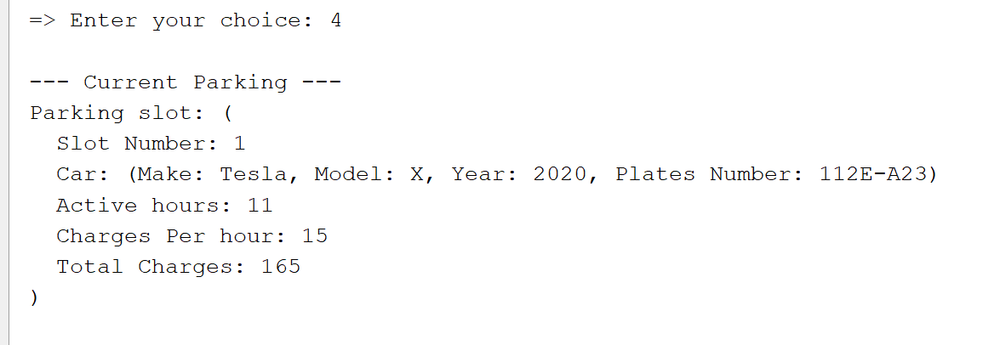 => Enter your choice: 4
--- Current Parking ---
Parking slot: (
  Slot Number: 1
  Car: (Make: Tesla, Model: X, Year: 2020, Plates Number: 112E-A23)
  Active hours: 11
  Charges Per hour: 15
  Total Charges: 165
)